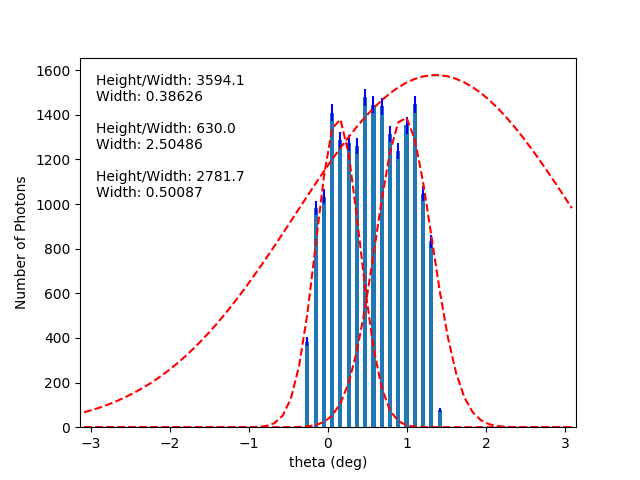 Height/Width: 3594.1
Width: 0.38626
Height/Width: 630.0
Width: 2.50486
Height/Width: 2781.7
Width: 0.50087
1600
1400
1200
1000
800
600
400
200
0
Number of Photons
−3
−2
−1
0
1
2
3
theta (deg)